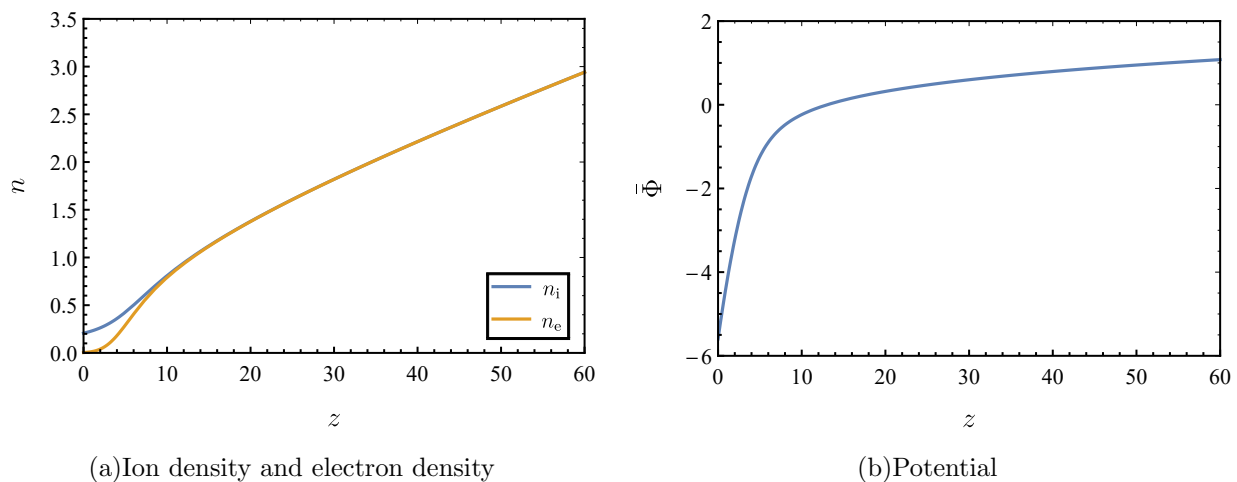 3.5
3.0
2.5
2.0
1.5
1.0
0.5
0.0
n
n_i
n_e
0 10 20 30 40 50 60
z
(a)Ion density and electron density
2
0
−2
−4
−6
Φ̄
0 10 20 30 40 50 60
z
(b)Potential